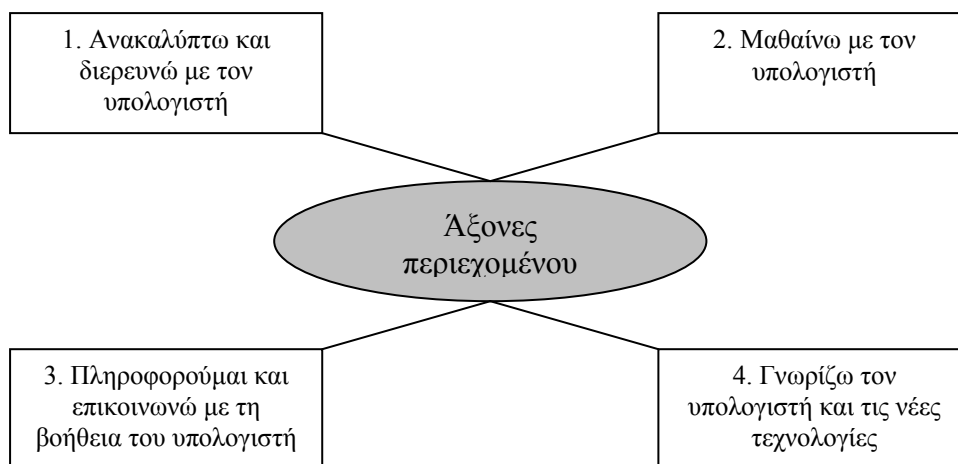 1. Ανακαλύπτω και
διερευνώ με τον
υπολογιστή
2. Μαθαίνω με τον
υπολογιστή
Άξονες
περιεχομένου
3. Πληροφορούμαι και
επικοινωνώ με τη
βοήθεια του υπολογιστή
4. Γνωρίζω τον
υπολογιστή και τις νέες
τεχνολογίες